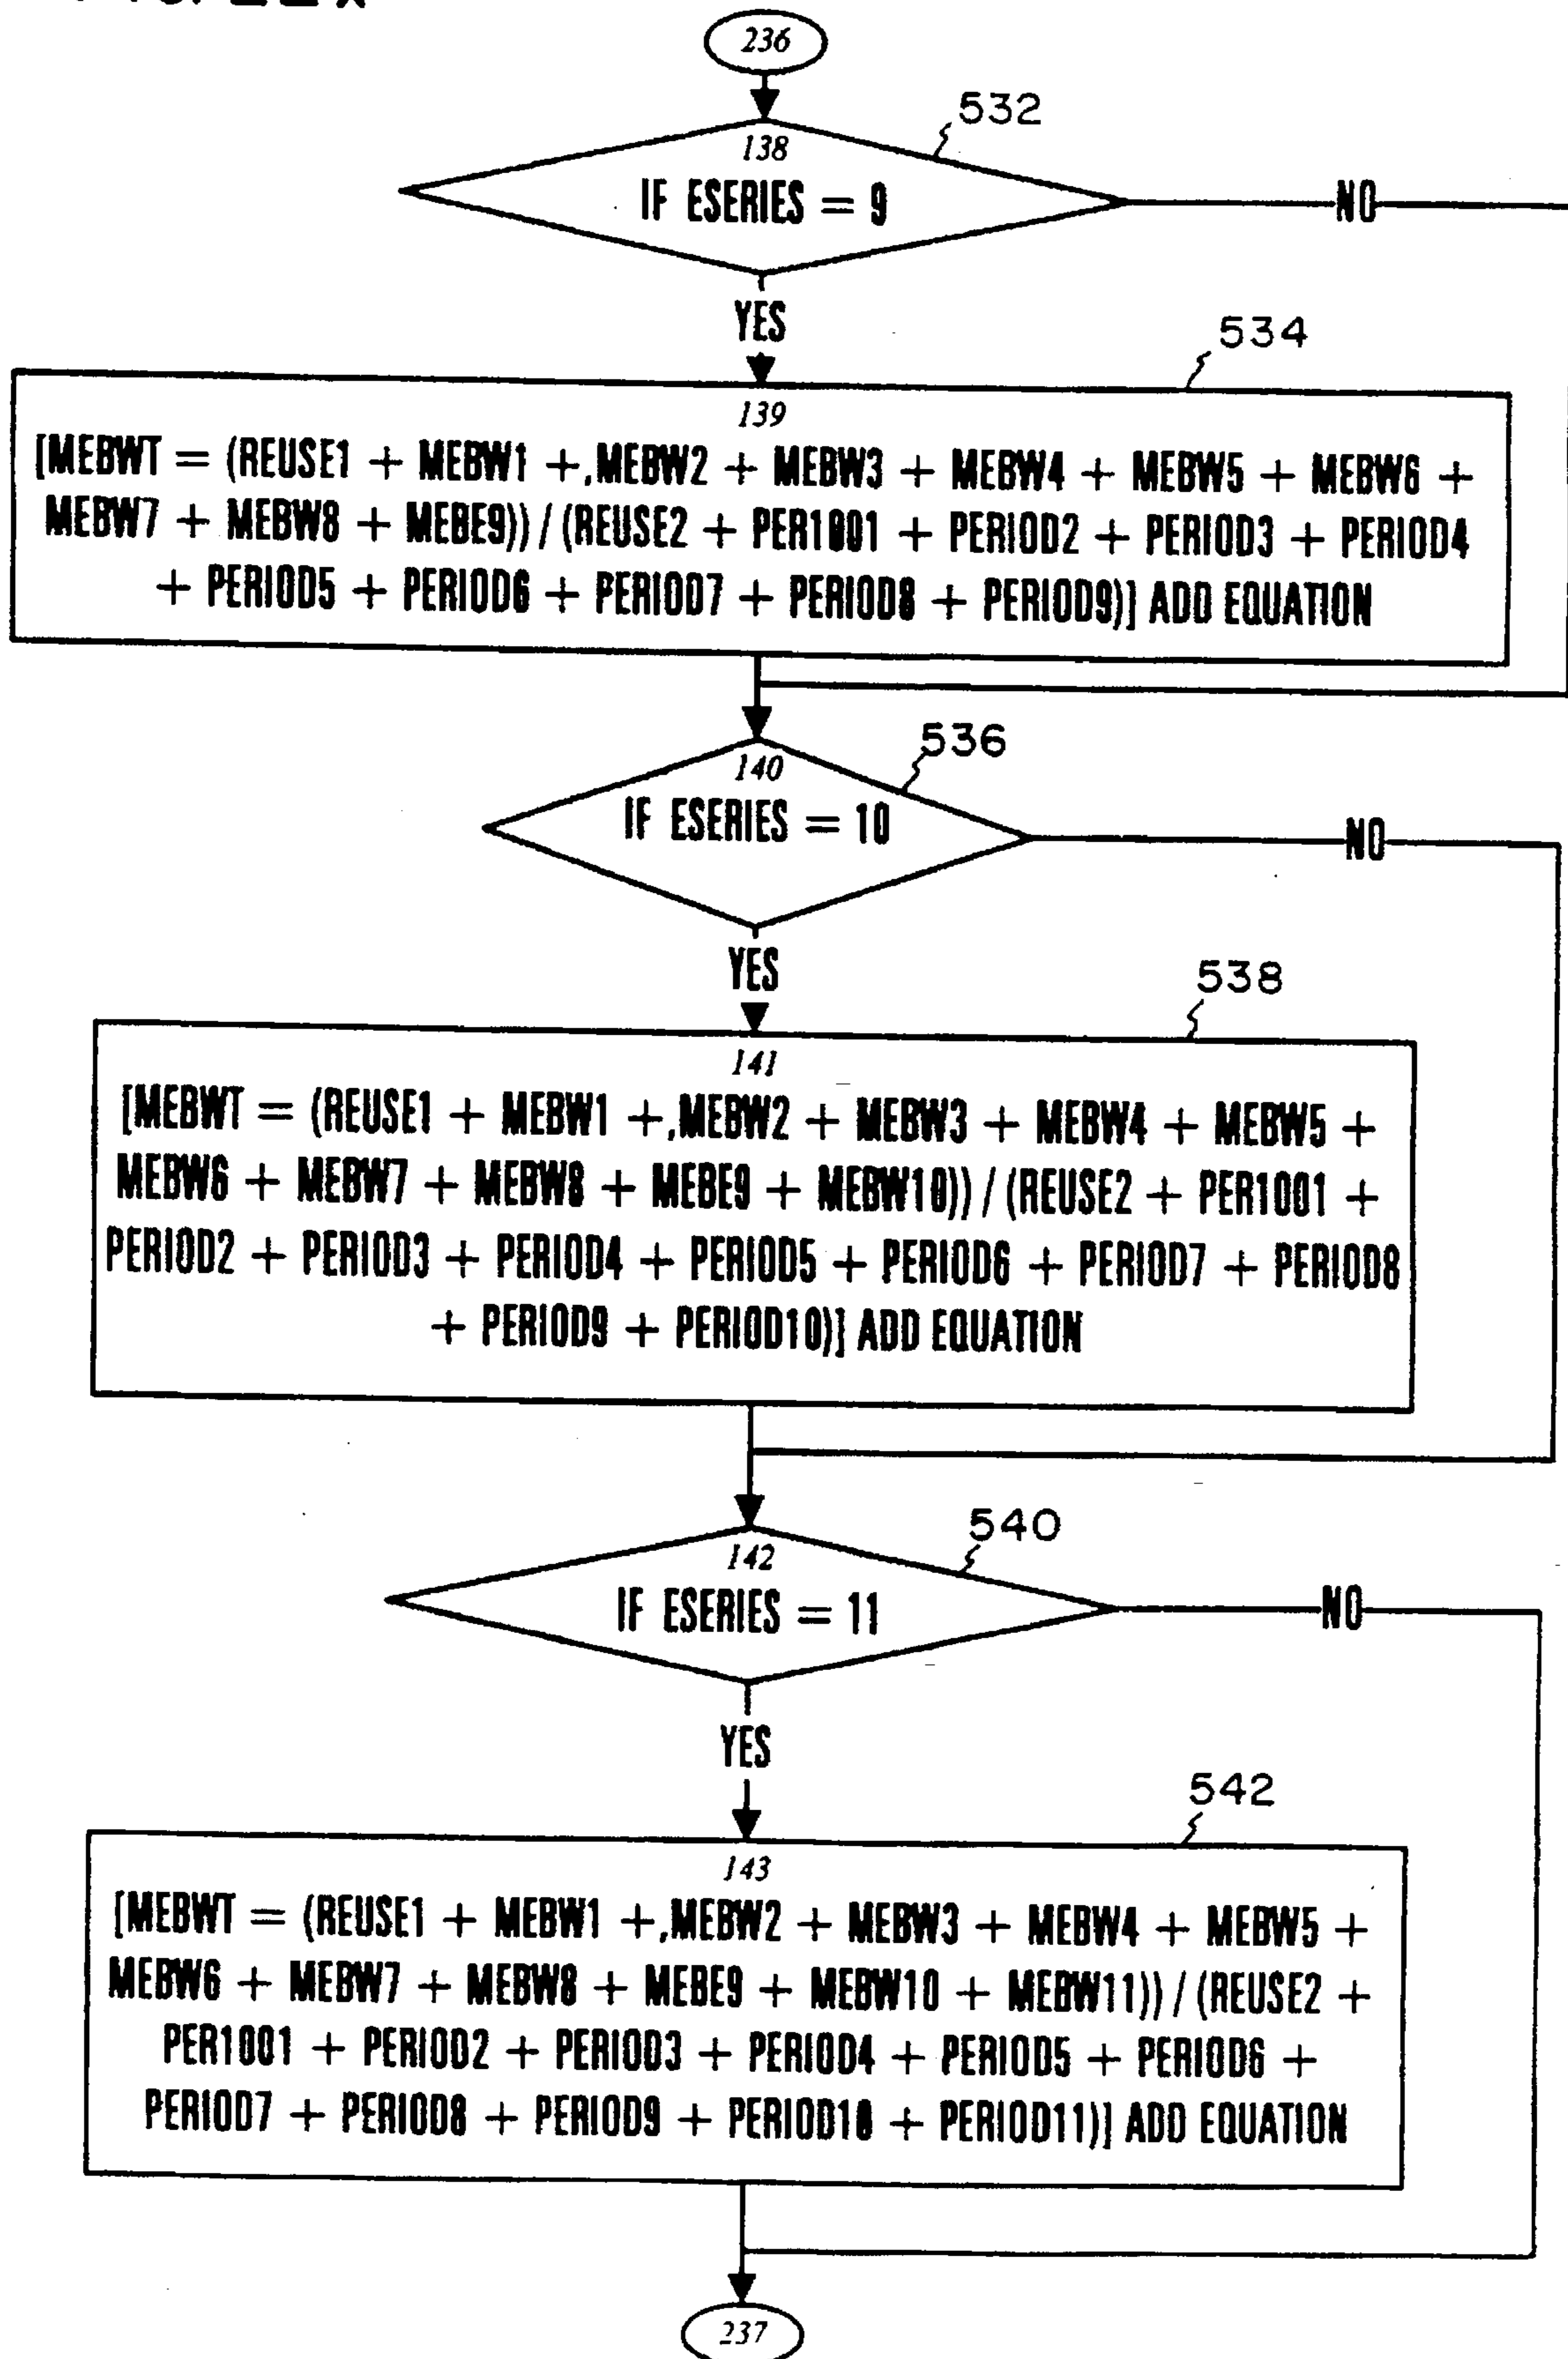 236
532
138
IF ESERIES = 9
NO
YES
534
139
[MEBWT = (REUSE1 + MEBW1 +,MEBW2 + MEBW3 + MEBW4 + MEBW5 + MEBW6 +
MEBW7 + MEBW8 + MEBE9)) / (REUSE2 + PER1001 + PERIOD2 + PERIOD3 + PERIOD4
+ PERIOD5 + PERIOD6 + PERIOD7 + PERIOD8 + PERIOD9)] ADD EQUATION
536
140
IF ESERIES = 10
NO
YES
538
141
[MEBWT = (REUSE1 + MEBW1 +,MEBW2 + MEBW3 + MEBW4 + MEBW5 +
MEBW6 + MEBW7 + MEBW8 + MEBE9 + MEBW10)) / (REUSE2 + PER1001 +
PERIOD2 + PERIOD3 + PERIOD4 + PERIOD5 + PERIOD6 + PERIOD7 + PERIOD8
+ PERIOD9 + PERIOD10)] ADD EQUATION
540
142
IF ESERIES = 11
NO
YES
542
143
[MEBWT = (REUSE1 + MEBW1 +,MEBW2 + MEBW3 + MEBW4 + MEBW5 +
MEBW6 + MEBW7 + MEBW8 + MEBE9 + MEBW10 + MEBW11)) / (REUSE2 +
PER1001 + PERIOD2 + PERIOD3 + PERIOD4 + PERIOD5 + PERIOD6 +
PERIOD7 + PERIOD8 + PERIOD9 + PERIOD10 + PERIOD11)] ADD EQUATION
237